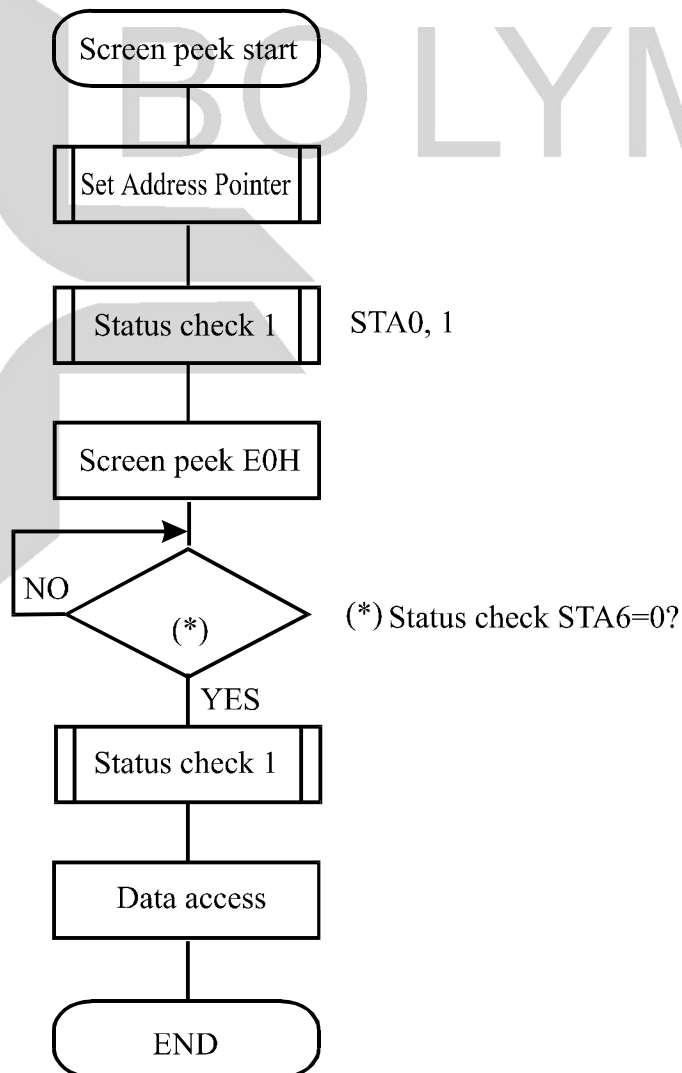 BOLYM
Screen peek start
Set Address Pointer
Status check 1
STA0, 1
Screen peek E0H
NO
(*)
(*) Status check STA6=0?
YES
Status check 1
Data access
END